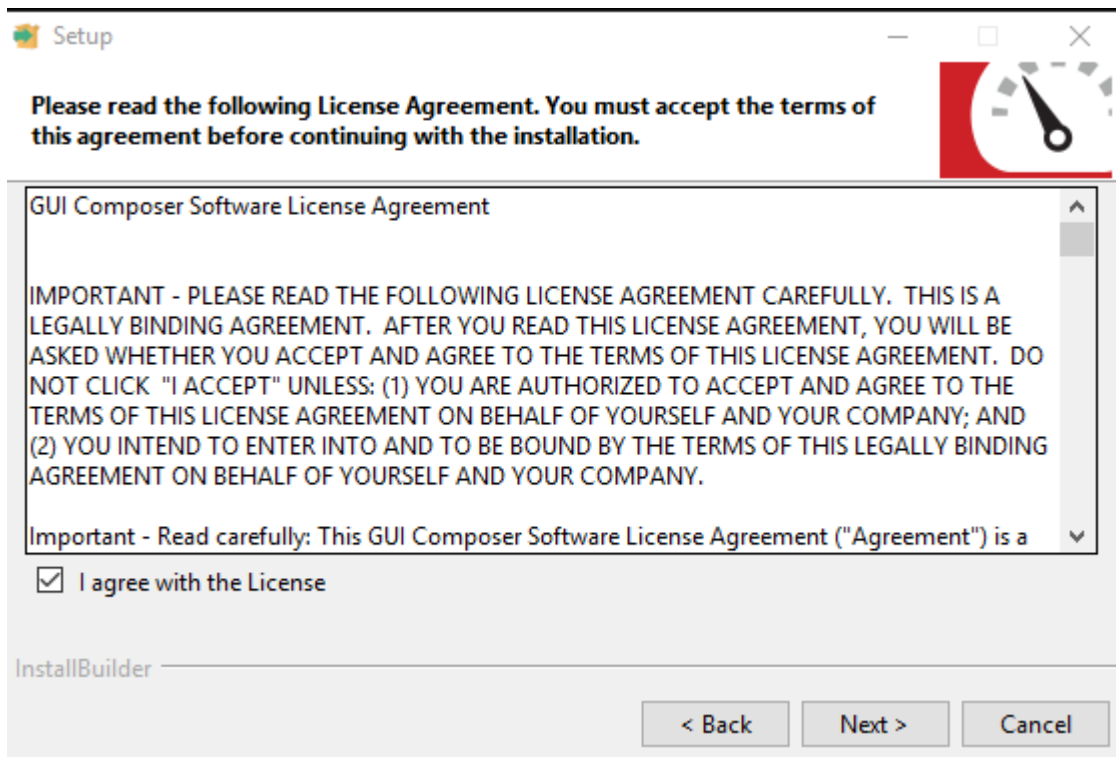 Setup
Please read the following License Agreement. You must accept the terms of
this agreement before continuing with the installation.
GUI Composer Software License Agreement
IMPORTANT - PLEASE READ THE FOLLOWING LICENSE AGREEMENT CAREFULLY.  THIS IS A
LEGALLY BINDING AGREEMENT.  AFTER YOU READ THIS LICENSE AGREEMENT, YOU WILL BE
ASKED WHETHER YOU ACCEPT AND AGREE TO THE TERMS OF THIS LICENSE AGREEMENT.  DO
NOT CLICK  "I ACCEPT" UNLESS: (1) YOU ARE AUTHORIZED TO ACCEPT AND AGREE TO THE
TERMS OF THIS LICENSE AGREEMENT ON BEHALF OF YOURSELF AND YOUR COMPANY; AND
(2) YOU INTEND TO ENTER INTO AND TO BE BOUND BY THE TERMS OF THIS LEGALLY BINDING
AGREEMENT ON BEHALF OF YOURSELF AND YOUR COMPANY.
Important - Read carefully: This GUI Composer Software License Agreement ("Agreement") is a
I agree with the License
InstallBuilder
< Back
Next >
Cancel